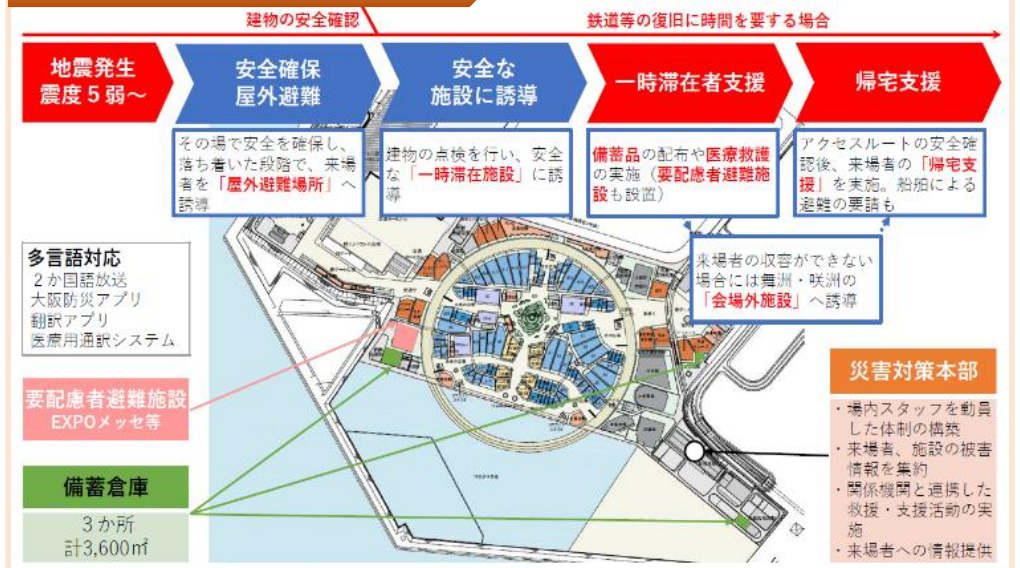 建物の安全確認
鉄道等の復旧に時間を要する場合
地震発生
震度５弱～
安全確保
屋外避難
安全な
施設に誘導
一時滞在者支援
帰宅支援
その場で安全を確保し、
落ち着いた段階で、来場
者を「屋外避難場所」へ
誘導
建物の点検を行い、安全
な「一時滞在施設」に誘
導
備蓄品の配布や医療救護
の実施（要配慮者避難施
設も設置）
アクセスルートの安全確
認後、来場者の「帰宅支
援」を実施。船舶による
避難の要請も
来場者の収容ができない
場合には舞洲・咲洲の
「会場外施設」へ誘導
多言語対応
２か国語放送
大阪防災アプリ
翻訳アプリ
医療用通訳システム
要配慮者避難施設
EXPOメッセ等
備蓄倉庫
３か所
計3,600㎡
災害対策本部
・場内スタッフを動員
した体制の構築
・来場者、施設の被害
情報を集約
・関係機関と連携した
救援・支援活動の実
施
・来場者への情報提供